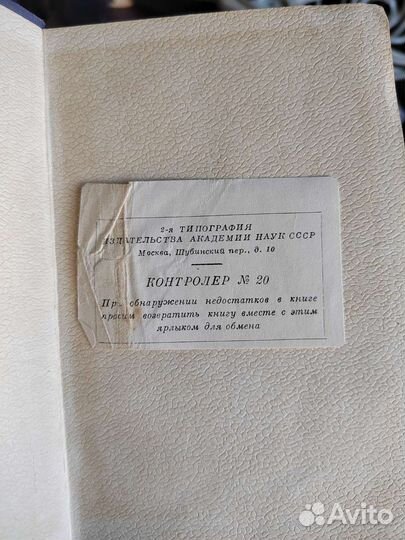 2-я ТИПОГРАФИЯ
ИЗДАТЕЛЬСТВА АКАДЕМИИ НАУК СССР
Москва, Шубинский пер., д. 10
КОНТРОЛЕР № 20
При обнаружении недостатков в книге
просим возвратить книгу вместе с этим
ярлыком для обмена
Avito